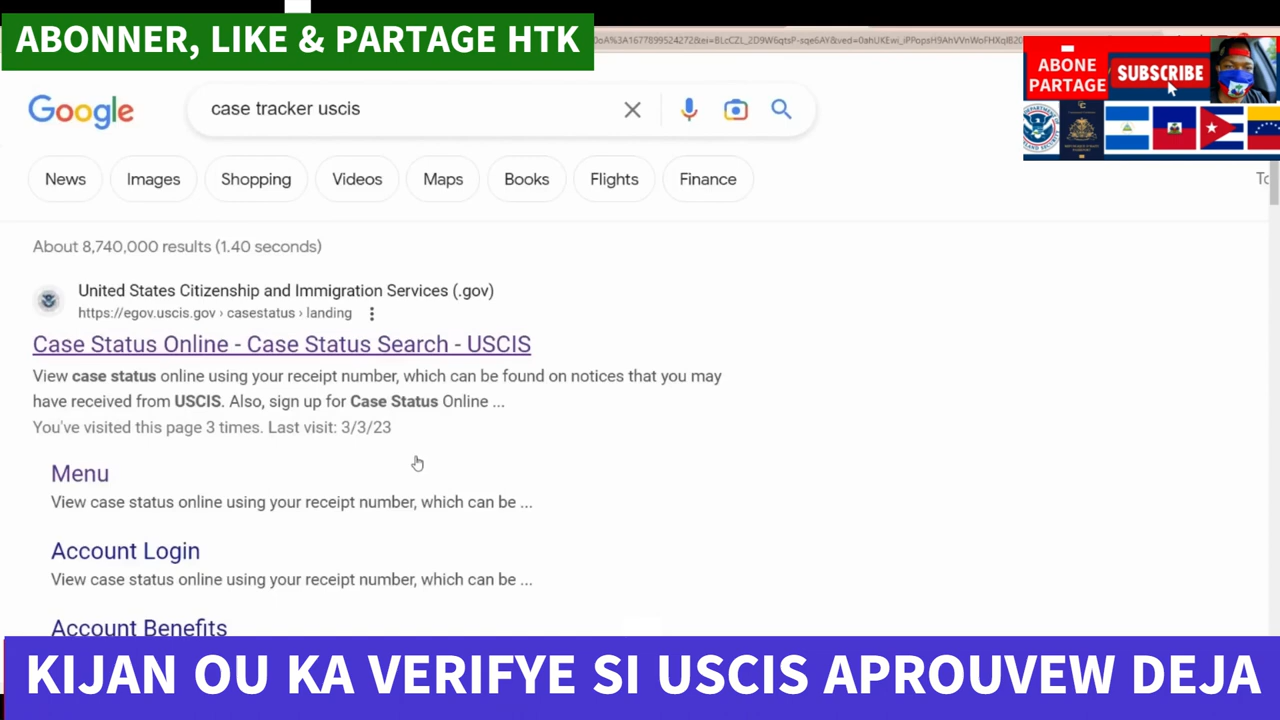 ABONNER, LIKE & PARTAGE HTK
ABONE
PARTAGE
SUBSCRIBE
Google
case tracker uscis
News
Images
Shopping
Videos
Maps
Books
Flights
Finance
About 8,740,000 results (1.40 seconds)
United States Citizenship and Immigration Services (.gov)
https://egov.uscis.gov › casestatus › landing
Case Status Online - Case Status Search - USCIS
View case status online using your receipt number, which can be found on notices that you may
have received from USCIS. Also, sign up for Case Status Online ...
You've visited this page 3 times. Last visit: 3/3/23
Menu
View case status online using your receipt number, which can be ...
Account Login
View case status online using your receipt number, which can be ...
Account Benefits
KIJAN OU KA VERIFYE SI USCIS APROUVEW DEJA